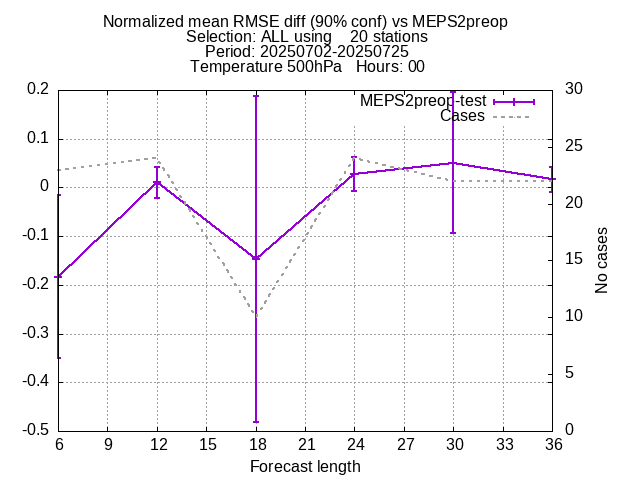 Normalized mean RMSE diff (90% conf) vs MEPS2preop
Selection: ALL using    20 stations
Period: 20250702-20250725
Temperature 500hPa   Hours: 00
MEPS2preop-test
Cases
0.2
0.1
0
-0.1
-0.2
-0.3
-0.4
-0.5
30
25
20
15
10
5
0
No cases
6 9 12 15 18 21 24 27 30 33 36
Forecast length